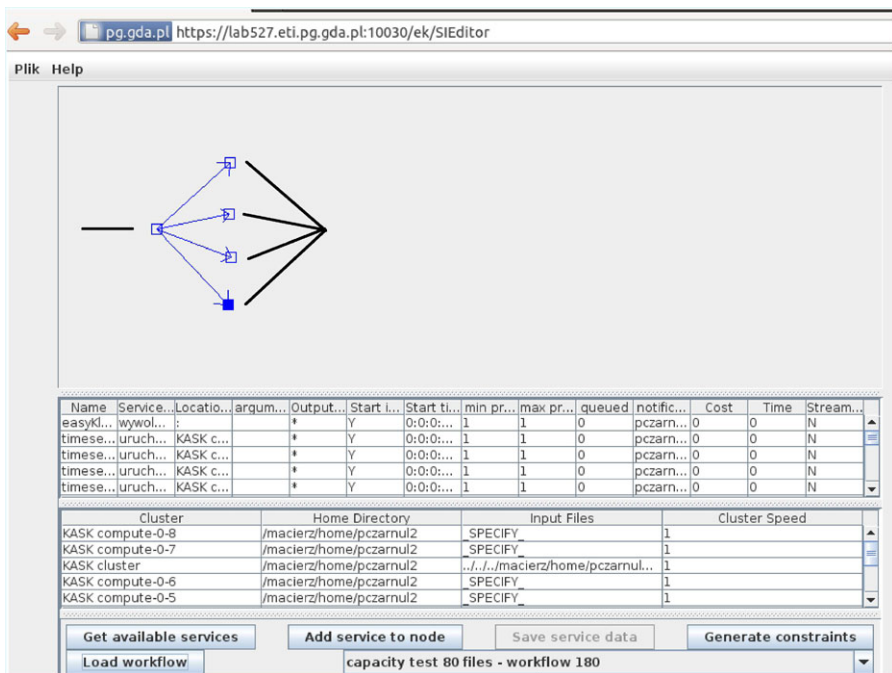 pg.gda.pl https://lab527.eti.pg.gda.pl:10030/ek/SIEditor
Plik Help
Name Service... Locatio... argum... Output... Start i... Start ti... min pr... max pr... queued notific... Cost Time Stream...
easyKl... wywol... : * Y 0:0:0:... 1 1 0 pczarn... 0 0 N
timese... uruch... KASK c... * Y 0:0:0:... 1 1 0 pczarn... 0 0 N
timese... uruch... KASK c... * Y 0:0:0:... 1 1 0 pczarn... 0 0 N
timese... uruch... KASK c... * Y 0:0:0:... 1 1 0 pczarn... 0 0 N
timese... uruch... KASK c... * Y 0:0:0:... 1 1 0 pczarn... 0 0 N
Cluster Home Directory Input Files Cluster Speed
KASK compute-0-8 /macierz/home/pczarnul2 _SPECIFY_ 1
KASK compute-0-7 /macierz/home/pczarnul2 _SPECIFY_ 1
KASK cluster /macierz/home/pczarnul2 ../../../macierz/home/pczarnul... 1
KASK compute-0-6 /macierz/home/pczarnul2 _SPECIFY_ 1
KASK compute-0-5 /macierz/home/pczarnul2 _SPECIFY_ 1
Get available services Add service to node Save service data Generate constraints
Load workflow capacity test 80 files - workflow 180